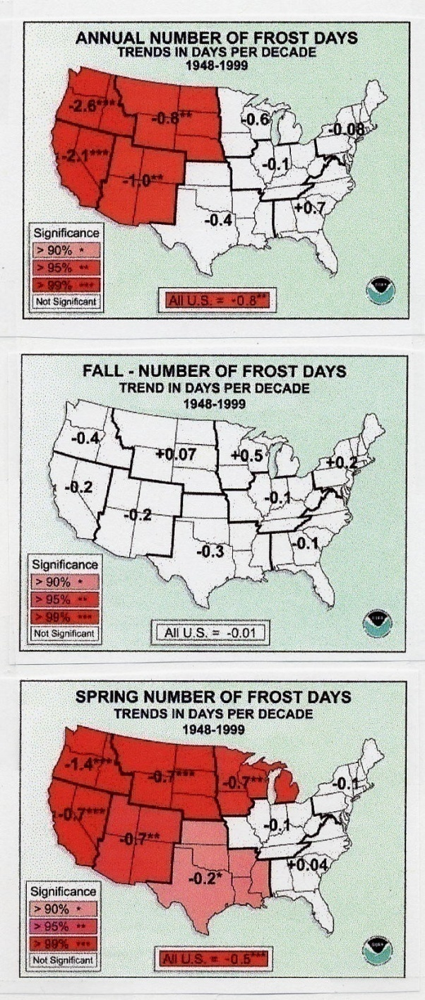 ANNUAL NUMBER OF FROST DAYS
TRENDS IN DAYS PER DECADE
1948-1999
-2.6***
-0.8**
-0.6
-0.08
-2.1***
-1.0**
-0.1
-0.4
+0.7
Significance
> 90% *
> 95% **
> 99% ***
Not Significant
All U.S. = -0.8**
FALL - NUMBER OF FROST DAYS
TREND IN DAYS PER DECADE
1948-1999
-0.4
+0.07
+0.5
+0.2
-0.2
-0.2
-0.1
-0.3
-0.1
Significance
> 90% *
> 95% **
> 99% ***
Not Significant
All U.S. = -0.01
SPRING NUMBER OF FROST DAYS
TRENDS IN DAYS PER DECADE
1948-1999
-1.4***
-0.7***
-0.7**
-0.1
-0.7***
-0.7**
-0.1
-0.2*
+0.04
Significance
> 90% *
> 95% **
> 99% ***
Not Significant
All U.S. = -0.5***